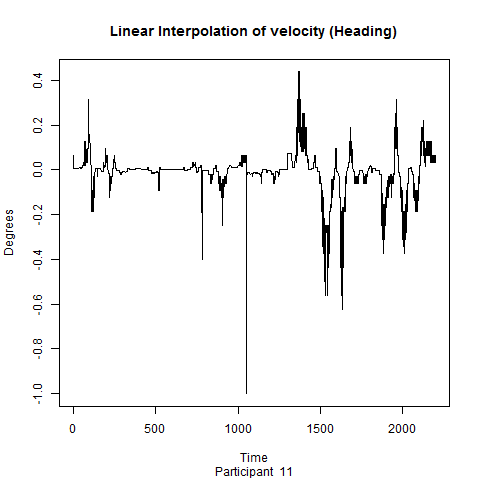 Linear Interpolation of velocity (Heading)
Degrees
0.4
0.2
0.0
-0.2
-0.4
-0.6
-0.8
-1.0
0 500 1000 1500 2000
Time
Participant 11